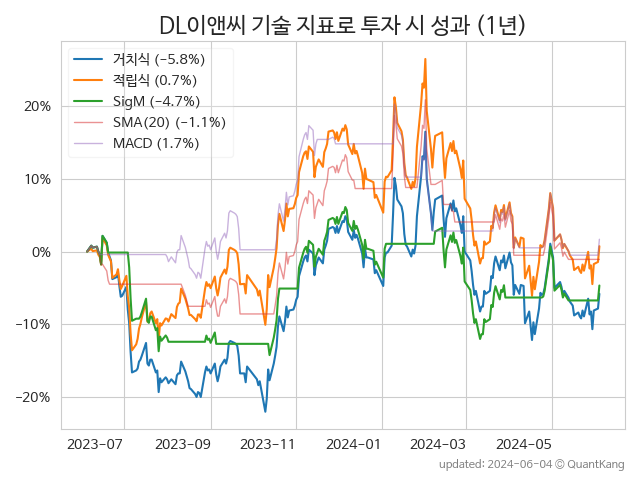 DL이앤씨 기술 지표로 투자 시 성과 (1년)
거치식 (−5.8%)
적립식 (0.7%)
SigM (−4.7%)
SMA(20) (−1.1%)
MACD (1.7%)
20%
10%
0%
−10%
−20%
2023-07 2023-09 2023-11 2024-01 2024-03 2024-05
updated: 2024-06-04 © QuantKang